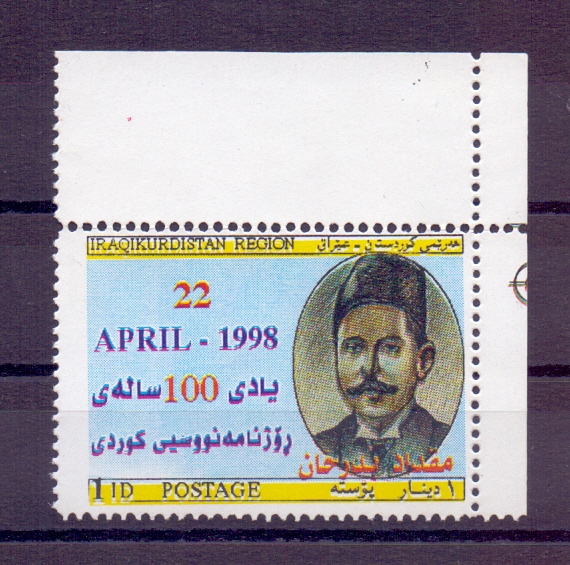 IRAQIKURDISTAN REGION هەرێمی کوردستان - عێراق
22
APRIL - 1998
یادی 100 سالەی
ڕۆژنامەنووسیی کوردی
مقداد بدرخان
1 ID POSTAGE ١ دینار پۆستە